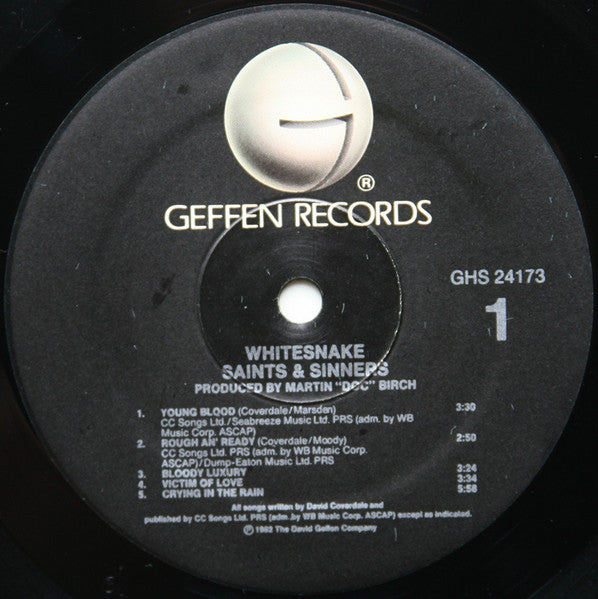 G
®
GEFFEN RECORDS
GHS 24173
1
WHITESNAKE
SAINTS & SINNERS
PRODUCED BY MARTIN "DOC" BIRCH
1. YOUNG BLOOD (Coverdale/Marsden) 3:30
CC Songs Ltd./Seabreeze Music Ltd. PRS (adm. by WB
Music Corp. ASCAP)
2. ROUGH AN' READY (Coverdale/Moody) 2:50
CC Songs Ltd. PRS (adm. by WB Music Corp.
ASCAP)/Dump-Eaton Music Ltd. PRS
3. BLOODY LUXURY 3:24
4. VICTIM OF LOVE 3:34
5. CRYING IN THE RAIN 5:58
All songs written by David Coverdale and
published by CC Songs Ltd. PRS (adm. by WB Music Corp. ASCAP) except as indicated.
℗ 1982 The David Geffen Company